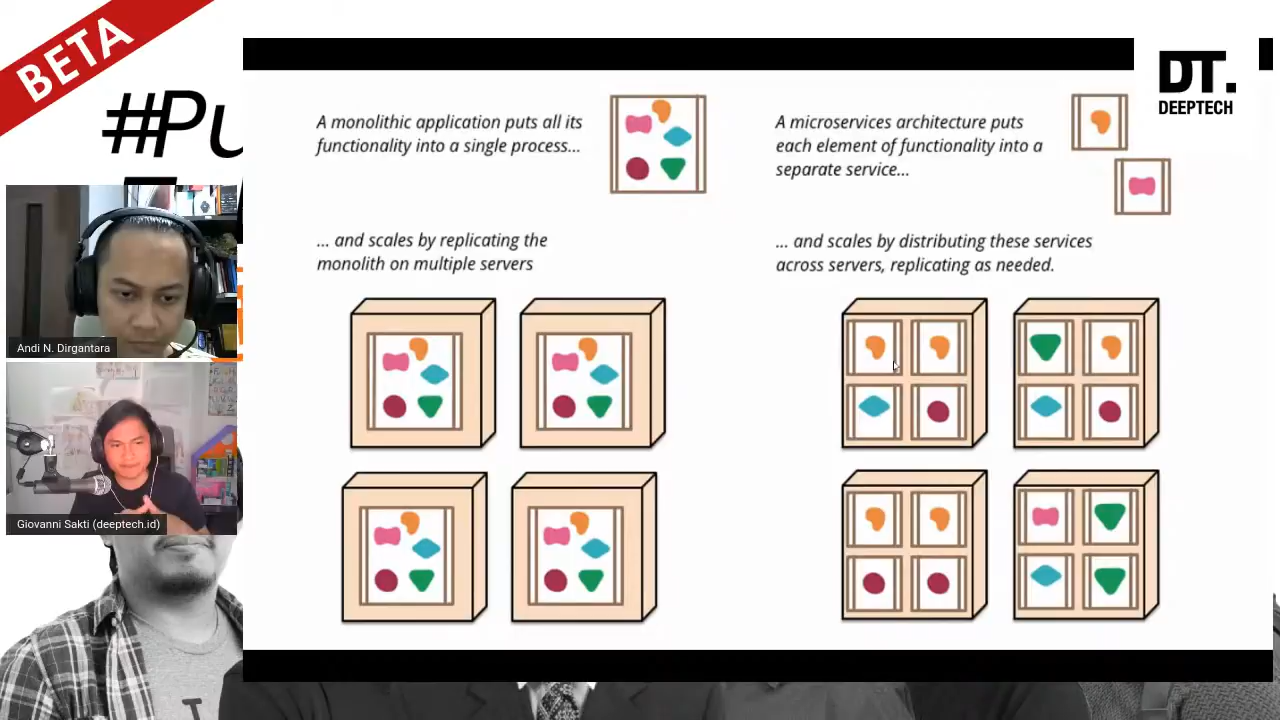 BETA
#Pu
DT.
DEEPTECH
A monolithic application puts all its
functionality into a single process...
... and scales by replicating the
monolith on multiple servers
A microservices architecture puts
each element of functionality into a
separate service...
... and scales by distributing these services
across servers, replicating as needed.
Andi N. Dirgantara
Giovanni Sakti (deeptech.id)